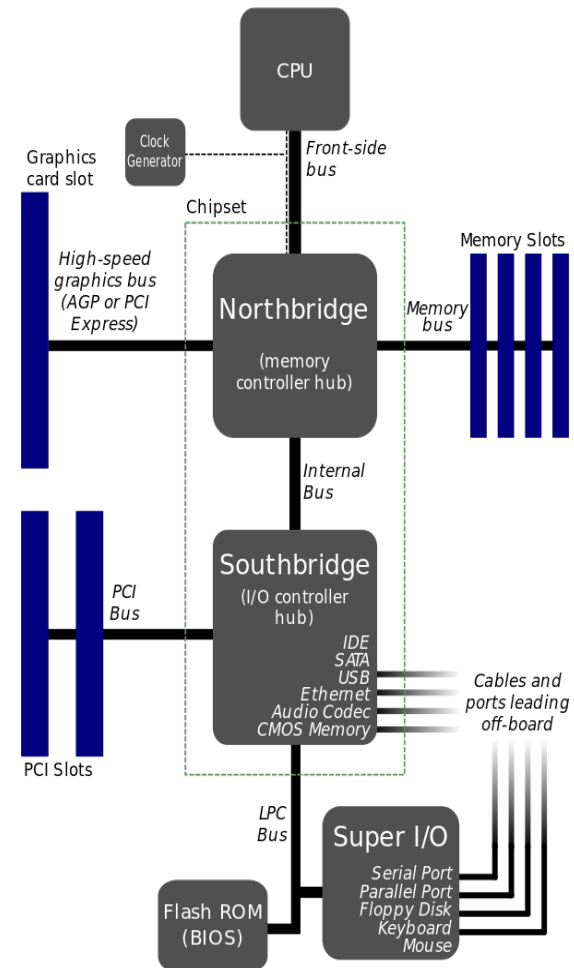 CPU
Clock
Generator
Front-side
bus
Graphics
card slot
Chipset
High-speed
graphics bus
(AGP or PCI
Express)
Northbridge
(memory
controller hub)
Memory
bus
Memory Slots
Internal
Bus
Southbridge
(I/O controller
hub)
IDE
SATA
USB
Ethernet
Audio Codec
CMOS Memory
PCI
Bus
PCI Slots
Cables and
ports leading
off-board
LPC
Bus
Super I/O
Serial Port
Parallel Port
Floppy Disk
Keyboard
Mouse
Flash ROM
(BIOS)